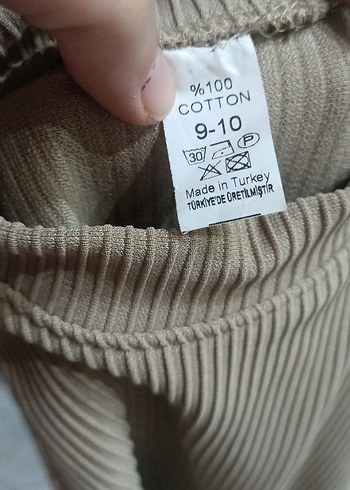 %100
COTTON
9-10
30 P
Made in Turkey
TÜRKİYE'DE ÜRETİLMİŞTİR